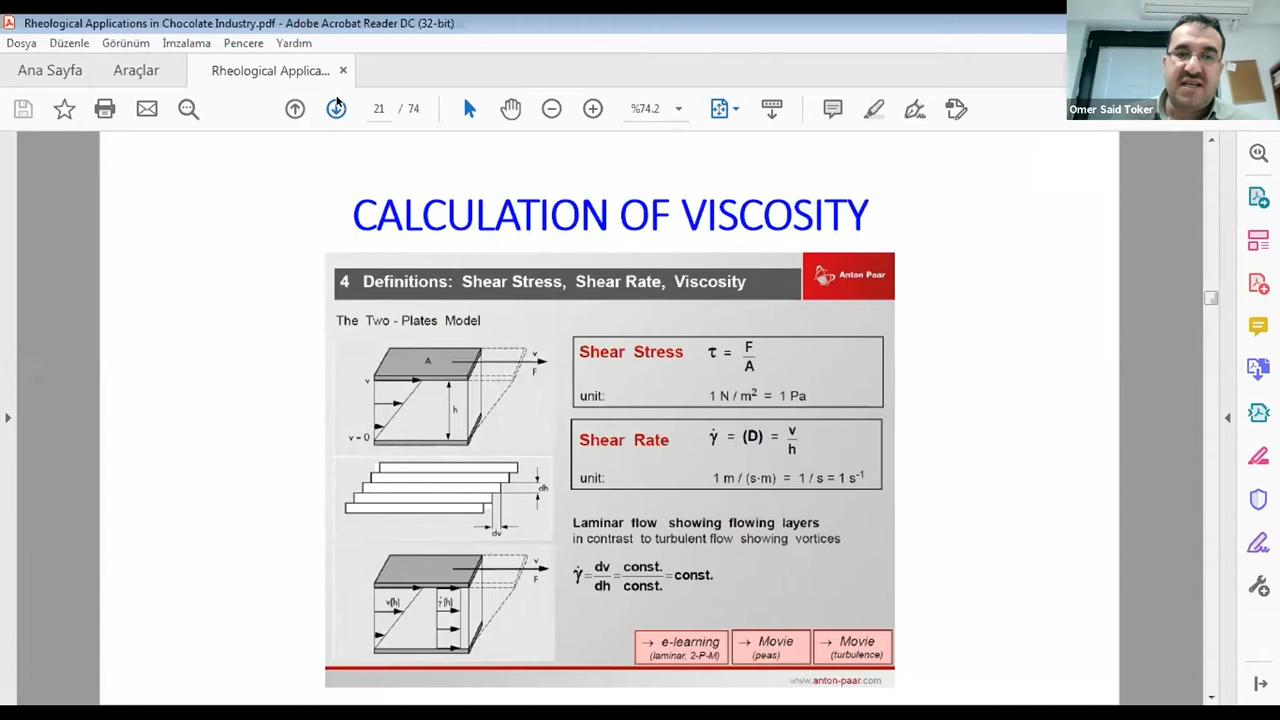 Rheological Applications in Chocolate Industry.pdf - Adobe Acrobat Reader DC (32-bit)
Dosya Düzenle Görünüm İmzalama Pencere Yardım
Ana Sayfa Araçlar Rheological Applica... ×
21 / 74 %74.2
Omer Said Toker
CALCULATION OF VISCOSITY
4 Definitions: Shear Stress, Shear Rate, Viscosity
Anton Paar
The Two - Plates Model
A
v
F
v
h
v = 0
Shear Stress τ = F/A
unit: 1 N / m² = 1 Pa
Shear Rate γ̇ = (D) = v/h
unit: 1 m / (s·m) = 1 / s = 1 s⁻¹
dh
dv
Laminar flow showing flowing layers
in contrast to turbulent flow showing vortices
γ̇ = dv/dh = const./const. = const.
v
F
v(h)
γ̇(h)
→ e-learning
(laminar, 2-P-M)
→ Movie
(peas)
→ Movie
(turbulence)
www.anton-paar.com